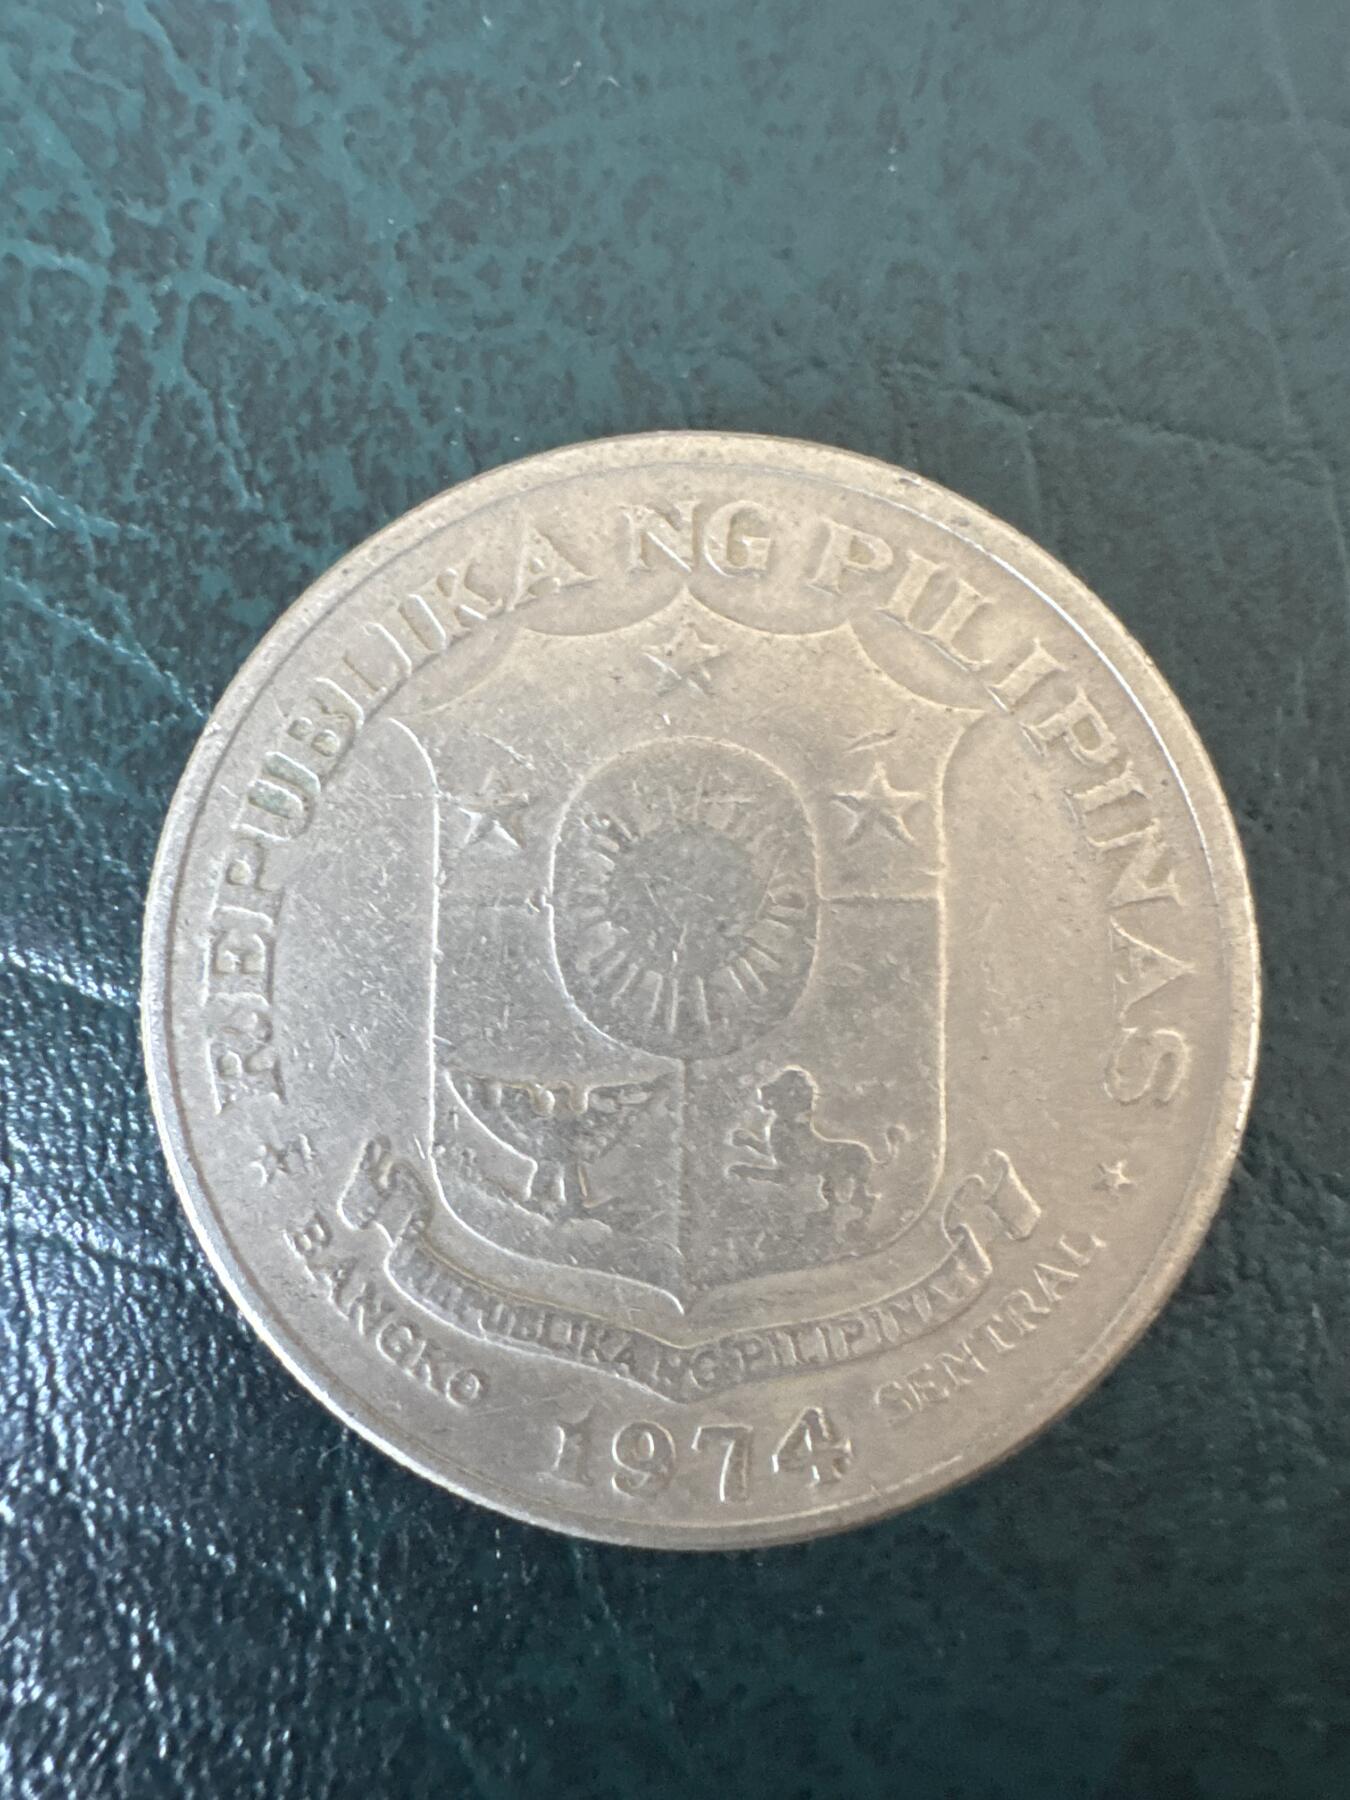 REPUBLIKA NG PILIPINAS
REPUBLIKA NG PILIPINAS
BANGKO SENTRAL
1974